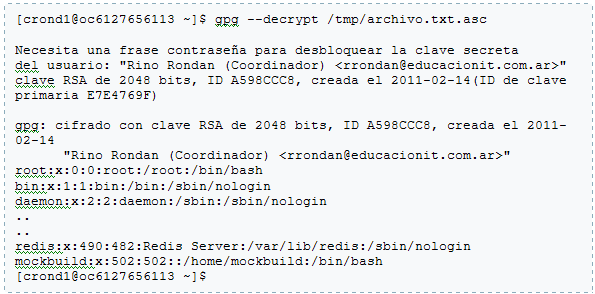 [crond1@oc6127656113 ~]$ gpg --decrypt /tmp/archivo.txt.asc
Necesita una frase contraseña para desbloquear la clave secreta
del usuario: "Rino Rondan (Coordinador) <rrondan@educacionit.com.ar>"
clave RSA de 2048 bits, ID A598CCC8, creada el 2011-02-14(ID de clave
primaria E7E4769F)
gpg: cifrado con clave RSA de 2048 bits, ID A598CCC8, creada el 2011-
02-14
"Rino Rondan (Coordinador) <rrondan@educacionit.com.ar>"
root:x:0:0:root:/root:/bin/bash
bin:x:1:1:bin:/bin:/sbin/nologin
daemon:x:2:2:daemon:/sbin:/sbin/nologin
..
..
redis:x:490:482:Redis Server:/var/lib/redis:/sbin/nologin
mockbuild:x:502:502::/home/mockbuild:/bin/bash
[crond1@oc6127656113 ~]$